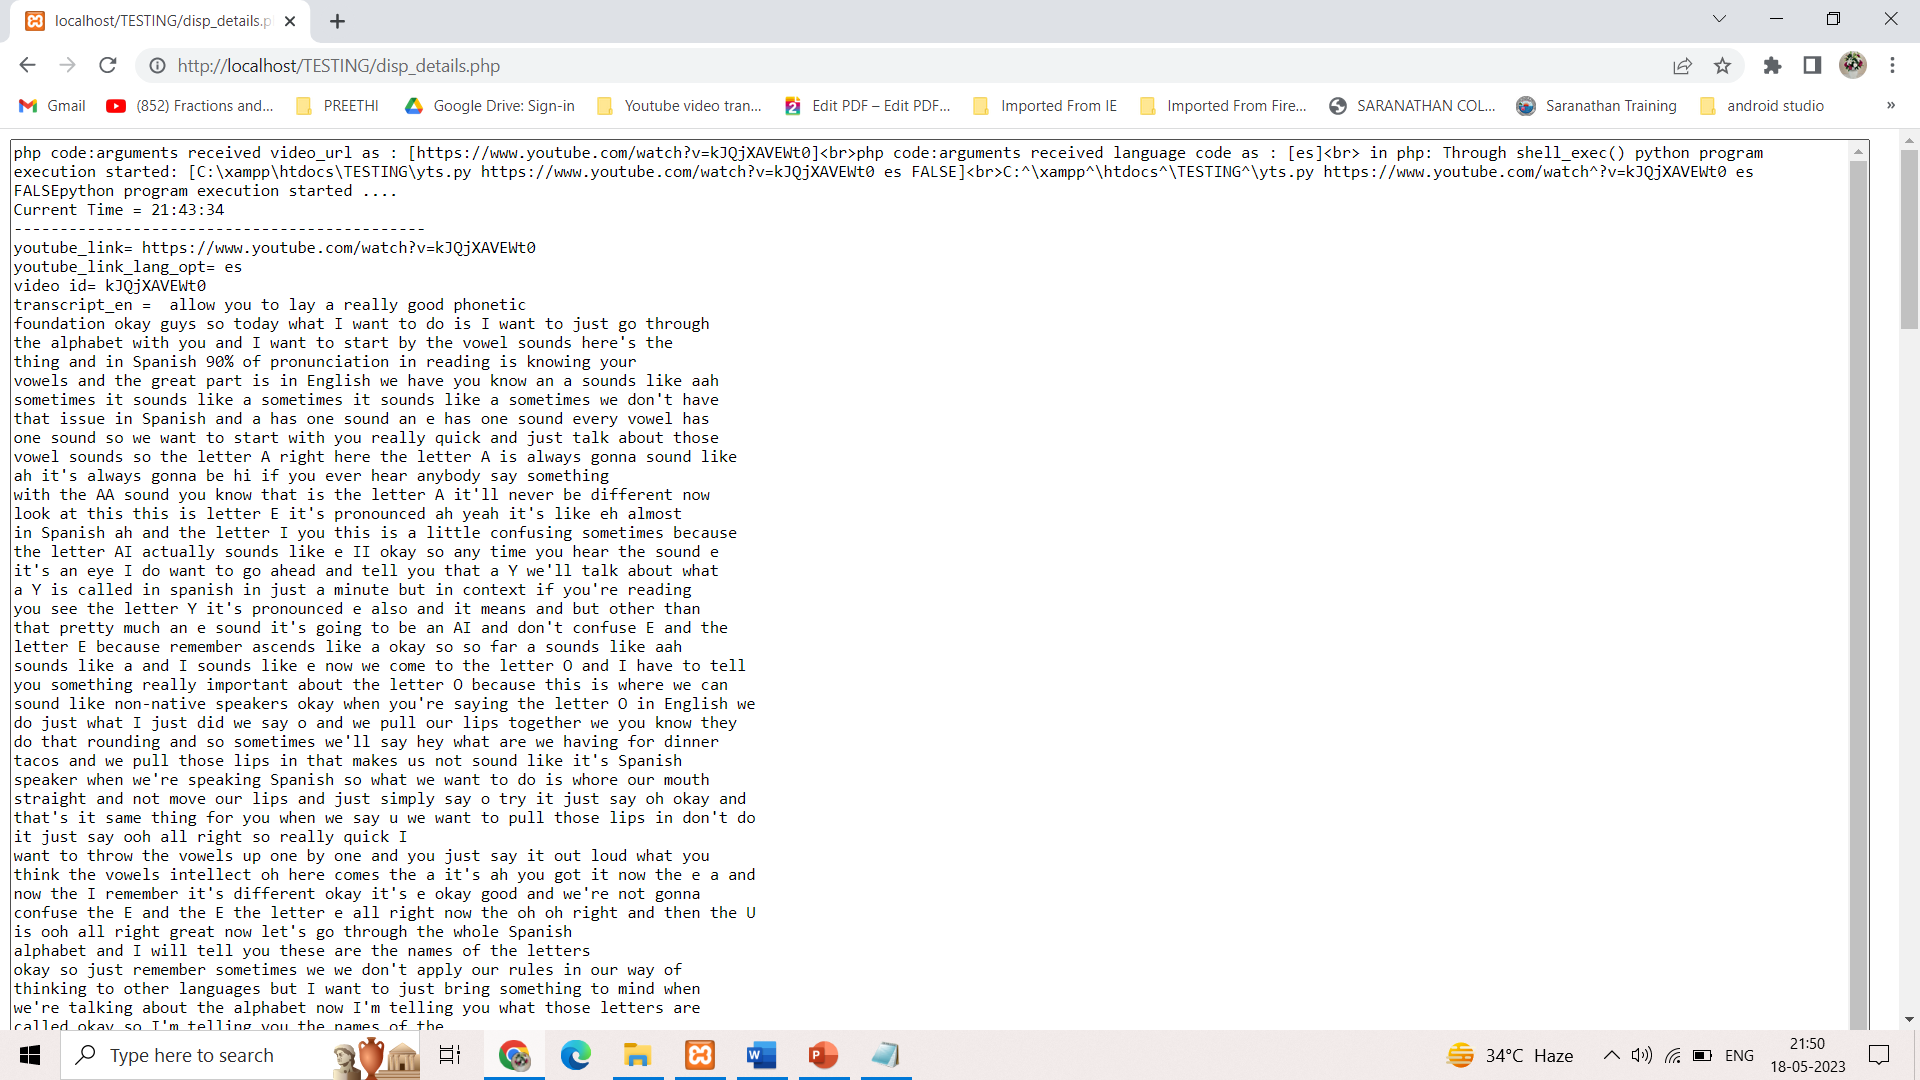 localhost/TESTING/disp_details.p
http://localhost/TESTING/disp_details.php
Gmail
(852) Fractions and...
PREETHI
Google Drive: Sign-in
Youtube video tran...
Edit PDF – Edit PDF...
Imported From IE
Imported From Fire...
SARANATHAN COL...
Saranathan Training
android studio
»
php code:arguments received video_url as : [https://www.youtube.com/watch?v=kJQjXAVEWt0]<br>php code:arguments received language code as : [es]<br> in php: Through shell_exec() python program
execution started: [C:\xampp\htdocs\TESTING\yts.py https://www.youtube.com/watch?v=kJQjXAVEWt0 es FALSE]<br>C:^\xampp^\htdocs^\TESTING^\yts.py https://www.youtube.com/watch^?v=kJQjXAVEWt0 es
FALSEpython program execution started ....
Current Time = 21:43:34
---------------------------------------------
youtube_link= https://www.youtube.com/watch?v=kJQjXAVEWt0
youtube_link_lang_opt= es
video id= kJQjXAVEWt0
transcript_en =  allow you to lay a really good phonetic
foundation okay guys so today what I want to do is I want to just go through
the alphabet with you and I want to start by the vowel sounds here's the
thing and in Spanish 90% of pronunciation in reading is knowing your
vowels and the great part is in English we have you know an a sounds like aah
sometimes it sounds like a sometimes it sounds like a sometimes we don't have
that issue in Spanish and a has one sound an e has one sound every vowel has
one sound so we want to start with you really quick and just talk about those
vowel sounds so the letter A right here the letter A is always gonna sound like
ah it's always gonna be hi if you ever hear anybody say something
with the AA sound you know that is the letter A it'll never be different now
look at this this is letter E it's pronounced ah yeah it's like eh almost
in Spanish ah and the letter I you this is a little confusing sometimes because
the letter AI actually sounds like e II okay so any time you hear the sound e
it's an eye I do want to go ahead and tell you that a Y we'll talk about what
a Y is called in spanish in just a minute but in context if you're reading
you see the letter Y it's pronounced e also and it means and but other than
that pretty much an e sound it's going to be an AI and don't confuse E and the
letter E because remember ascends like a okay so so far a sounds like aah
sounds like a and I sounds like e now we come to the letter O and I have to tell
you something really important about the letter O because this is where we can
sound like non-native speakers okay when you're saying the letter O in English we
do just what I just did we say o and we pull our lips together we you know they
do that rounding and so sometimes we'll say hey what are we having for dinner
tacos and we pull those lips in that makes us not sound like it's Spanish
speaker when we're speaking Spanish so what we want to do is whore our mouth
straight and not move our lips and just simply say o try it just say oh okay and
that's it same thing for you when we say u we want to pull those lips in don't do
it just say ooh all right so really quick I
want to throw the vowels up one by one and you just say it out loud what you
think the vowels intellect oh here comes the a it's ah you got it now the e a and
now the I remember it's different okay it's e okay good and we're not gonna
confuse the E and the E the letter e all right now the oh oh right and then the U
is ooh all right great now let's go through the whole Spanish
alphabet and I will tell you these are the names of the letters
okay so just remember sometimes we we don't apply our rules in our way of
thinking to other languages but I want to just bring something to mind when
we're talking about the alphabet now I'm telling you what those letters are
called okay so I'm telling you the names of the
Type here to search
34°C Haze
ENG
21:50
18-05-2023